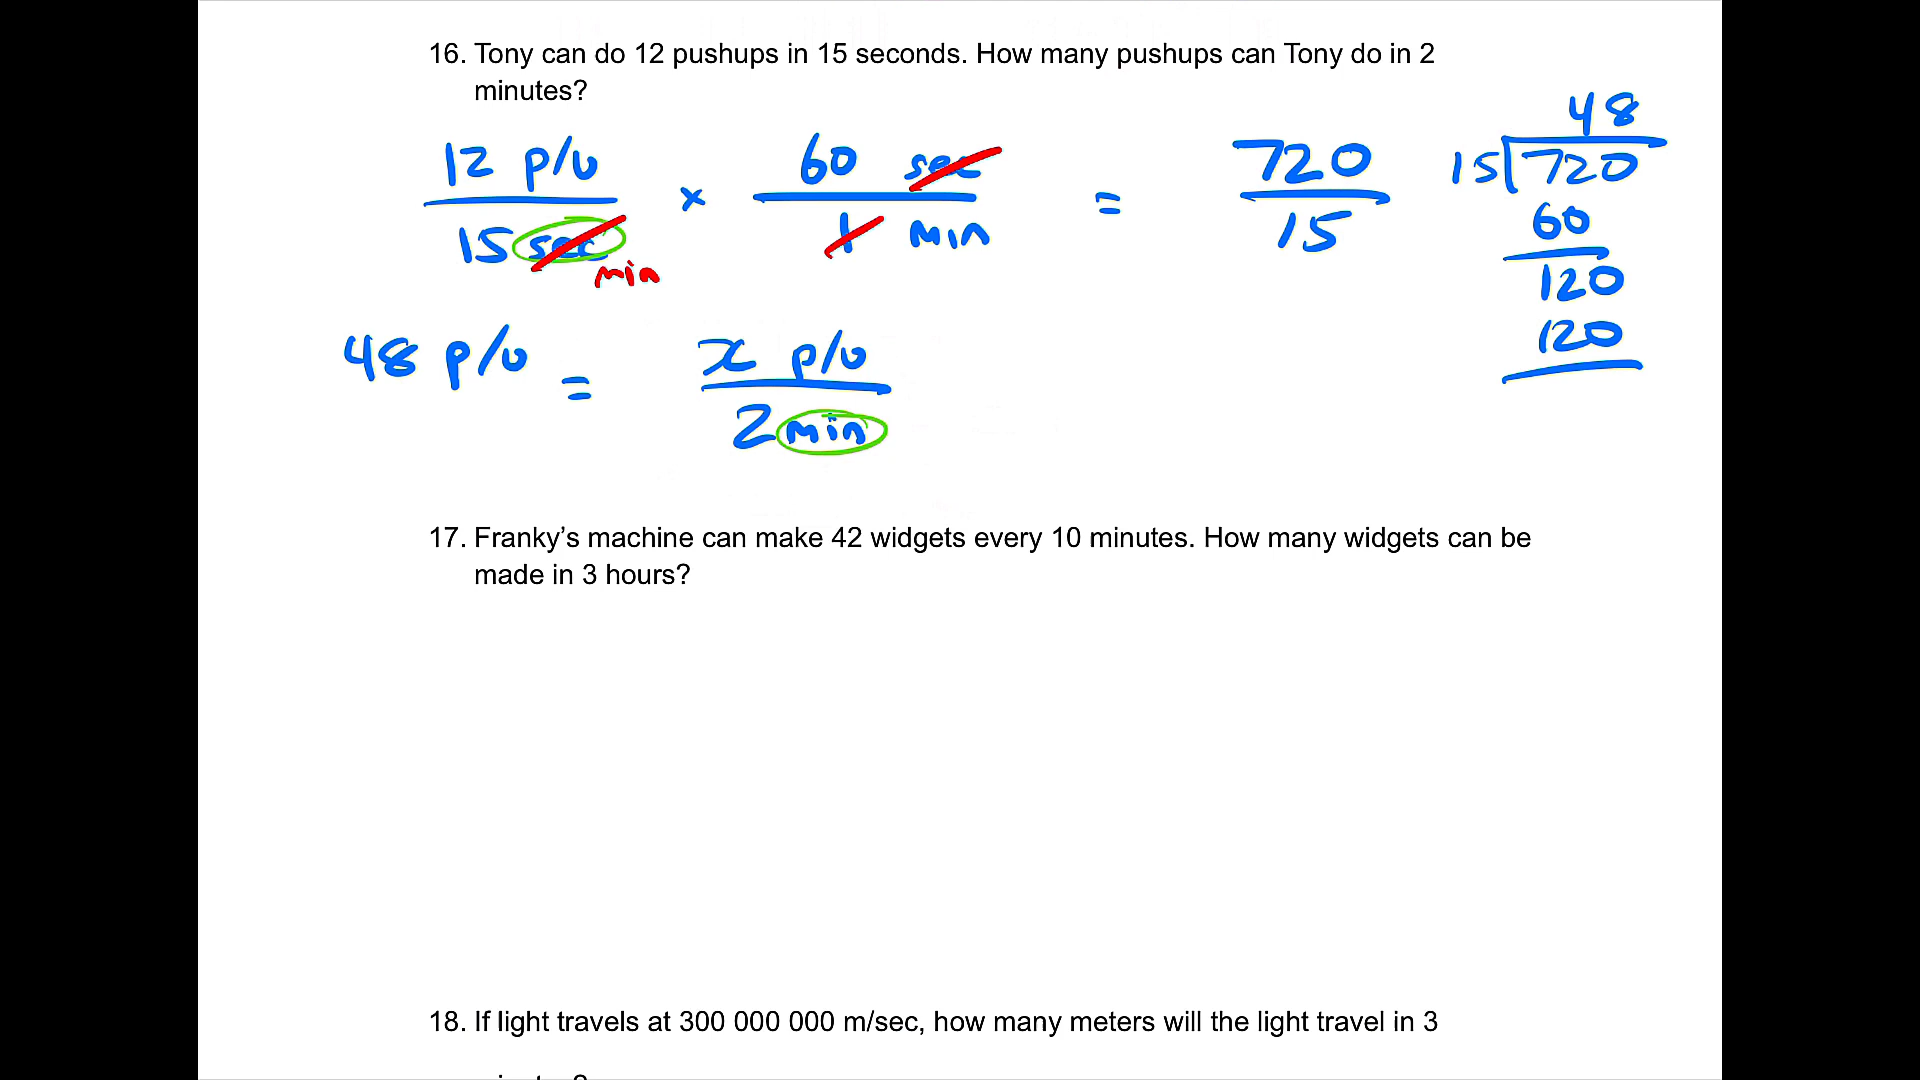 16. Tony can do 12 pushups in 15 seconds. How many pushups can Tony do in 2
minutes?
12 p/u
15 sec
min
×
60 sec
1 min
=
720
15
48
15 720
60
120
120
48 p/u
=
x p/u
2 min
17. Franky’s machine can make 42 widgets every 10 minutes. How many widgets can be
made in 3 hours?
18. If light travels at 300 000 000 m/sec, how many meters will the light travel in 3